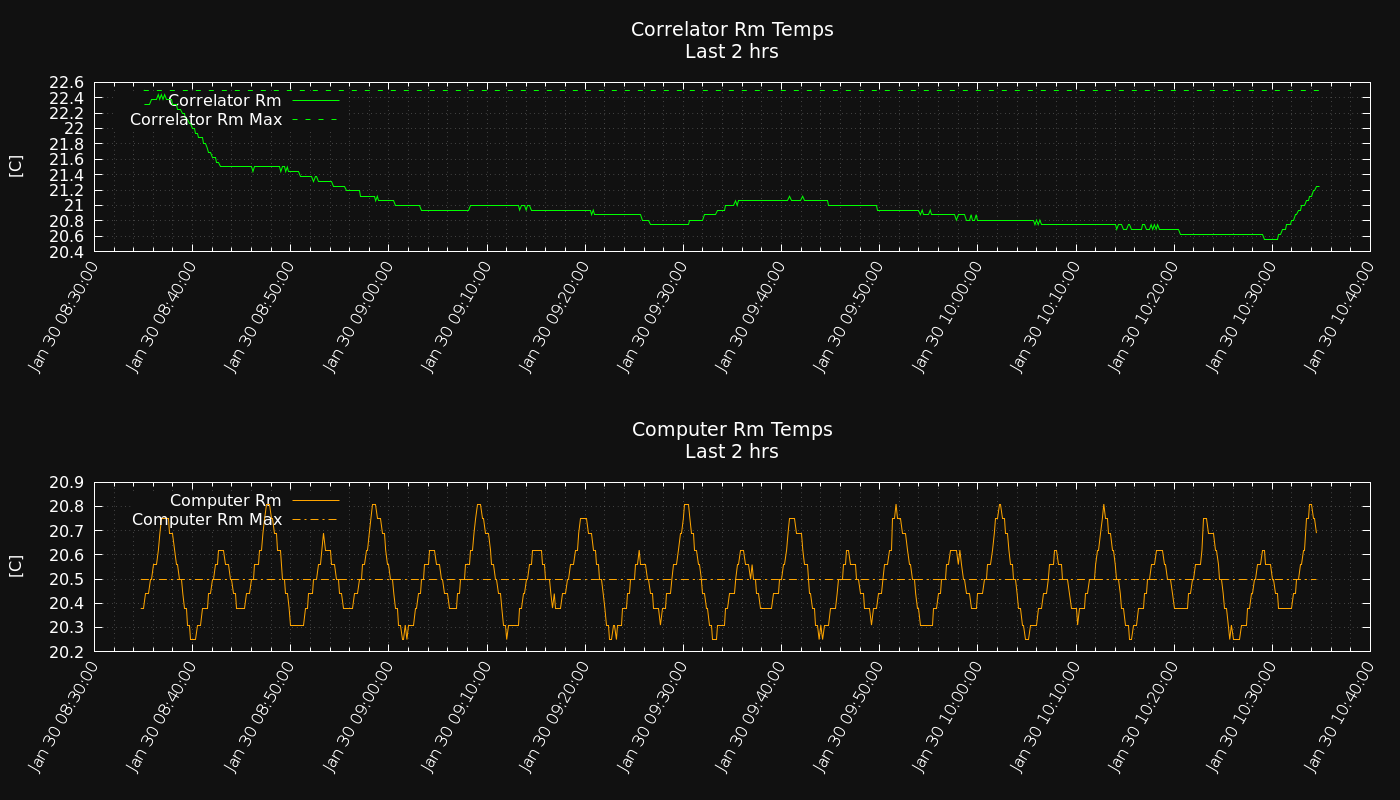 Correlator Rm Temps
Last 2 hrs
22.6
22.4
22.2
22
21.8
21.6
21.4
21.2
21
20.8
20.6
20.4
[C]
Correlator Rm
Correlator Rm Max
Jan 30 08:30:00
Jan 30 08:40:00
Jan 30 08:50:00
Jan 30 09:00:00
Jan 30 09:10:00
Jan 30 09:20:00
Jan 30 09:30:00
Jan 30 09:40:00
Jan 30 09:50:00
Jan 30 10:00:00
Jan 30 10:10:00
Jan 30 10:20:00
Jan 30 10:30:00
Jan 30 10:40:00
Computer Rm Temps
Last 2 hrs
20.9
20.8
20.7
20.6
20.5
20.4
20.3
20.2
[C]
Computer Rm
Computer Rm Max
Jan 30 08:30:00
Jan 30 08:40:00
Jan 30 08:50:00
Jan 30 09:00:00
Jan 30 09:10:00
Jan 30 09:20:00
Jan 30 09:30:00
Jan 30 09:40:00
Jan 30 09:50:00
Jan 30 10:00:00
Jan 30 10:10:00
Jan 30 10:20:00
Jan 30 10:30:00
Jan 30 10:40:00